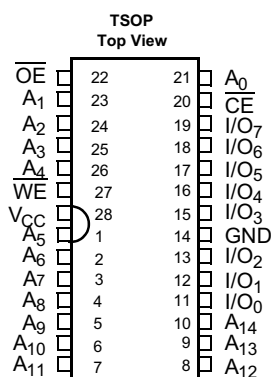 TSOP
Top View
OE 22 21 A0
A1 23 20 CE
A2 24 19 I/O7
A3 25 18 I/O6
A4 26 17 I/O5
WE 27 16 I/O4
VCC 28 15 I/O3
A5 1 14 GND
A6 2 13 I/O2
A7 3 12 I/O1
A8 4 11 I/O0
A9 5 10 A14
A10 6 9 A13
A11 7 8 A12